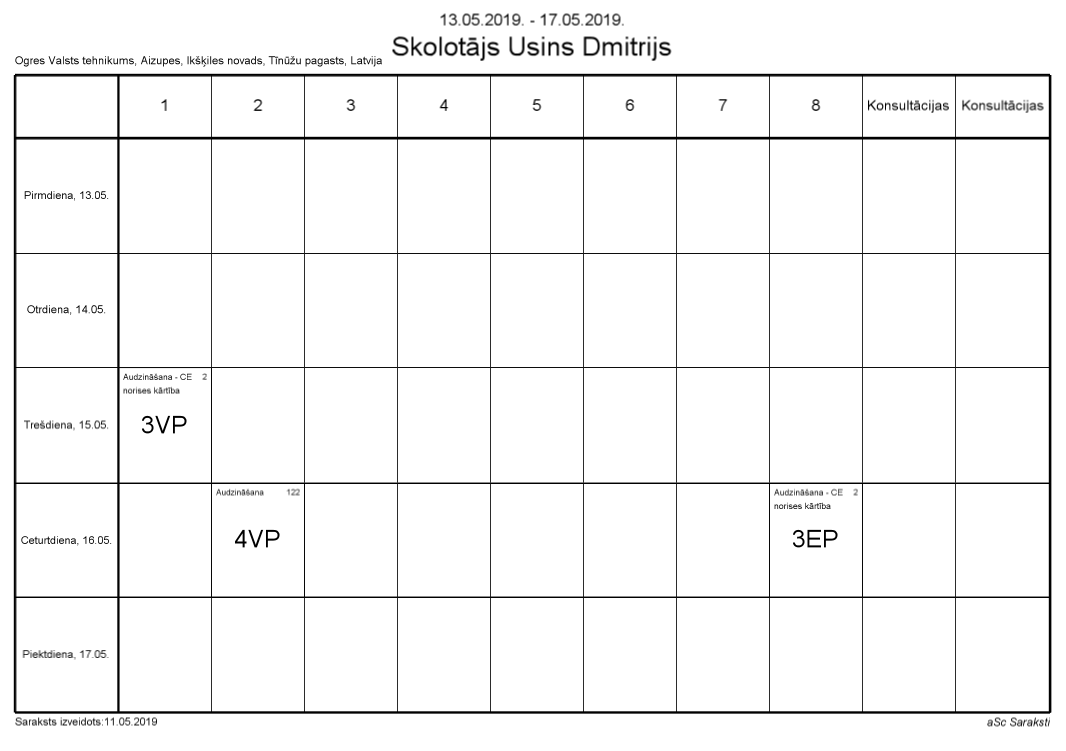 13.05.2019. - 17.05.2019.
Skolotājs Usins Dmitrijs
Ogres Valsts tehnikums, Aizupes, Ikšķiles novads, Tīnūžu pagasts, Latvija
1 2 3 4 5 6 7 8 Konsultācijas Konsultācijas
Pirmdiena, 13.05.
Otrdiena, 14.05.
Trešdiena, 15.05.
Audzināšana - CE 2
norises kārtība
3VP
Ceturtdiena, 16.05.
Audzināšana 122
4VP
Audzināšana - CE 2
norises kārtība
3EP
Piektdiena, 17.05.
Saraksts izveidots:11.05.2019
aSc Saraksti